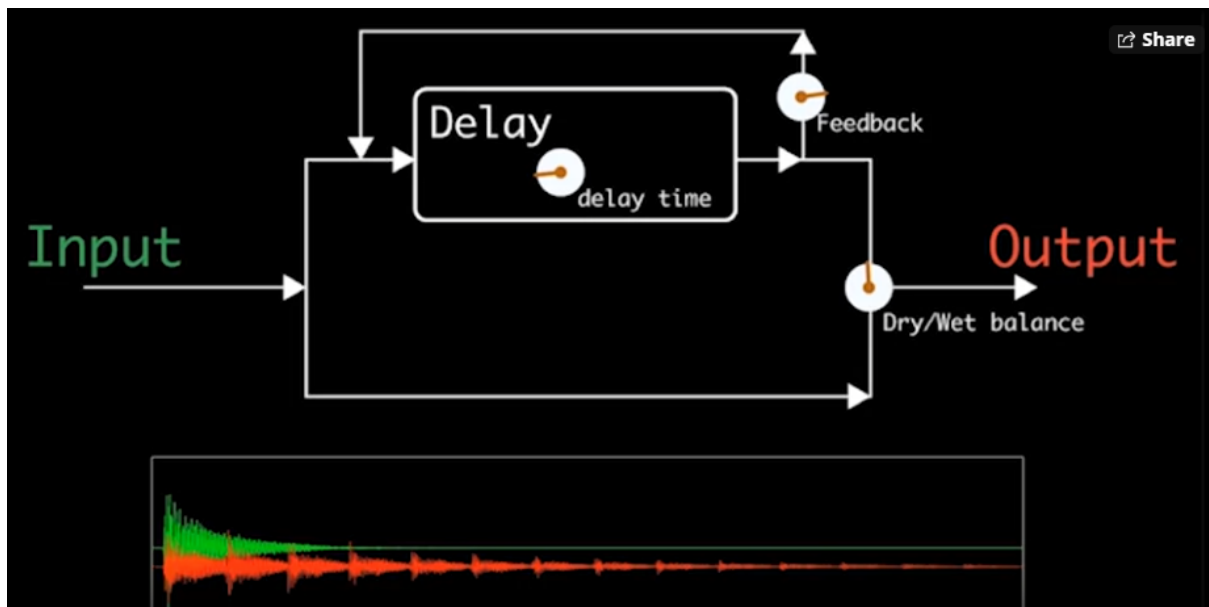 Share
Delay
Feedback
delay time
Input
Output
Dry/Wet balance